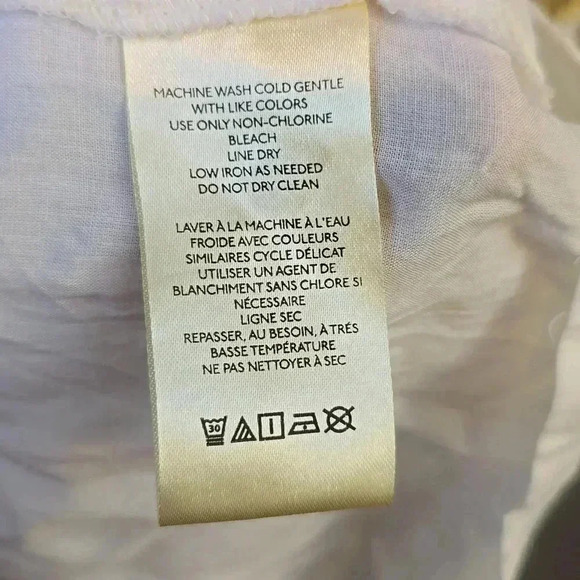 MACHINE WASH COLD GENTLE
WITH LIKE COLORS
USE ONLY NON-CHLORINE
BLEACH
LINE DRY
LOW IRON AS NEEDED
DO NOT DRY CLEAN
LAVER À LA MACHINE À L'EAU
FROIDE AVEC COULEURS
SIMILAIRES CYCLE DÉLICAT
UTILISER UN AGENT DE
BLANCHIMENT SANS CHLORE SI
NÉCESSAIRE
LIGNE SEC
REPASSER, AU BESOIN, À TRÉS
BASSE TEMPÉRATURE
NE PAS NETTOYER À SEC
30